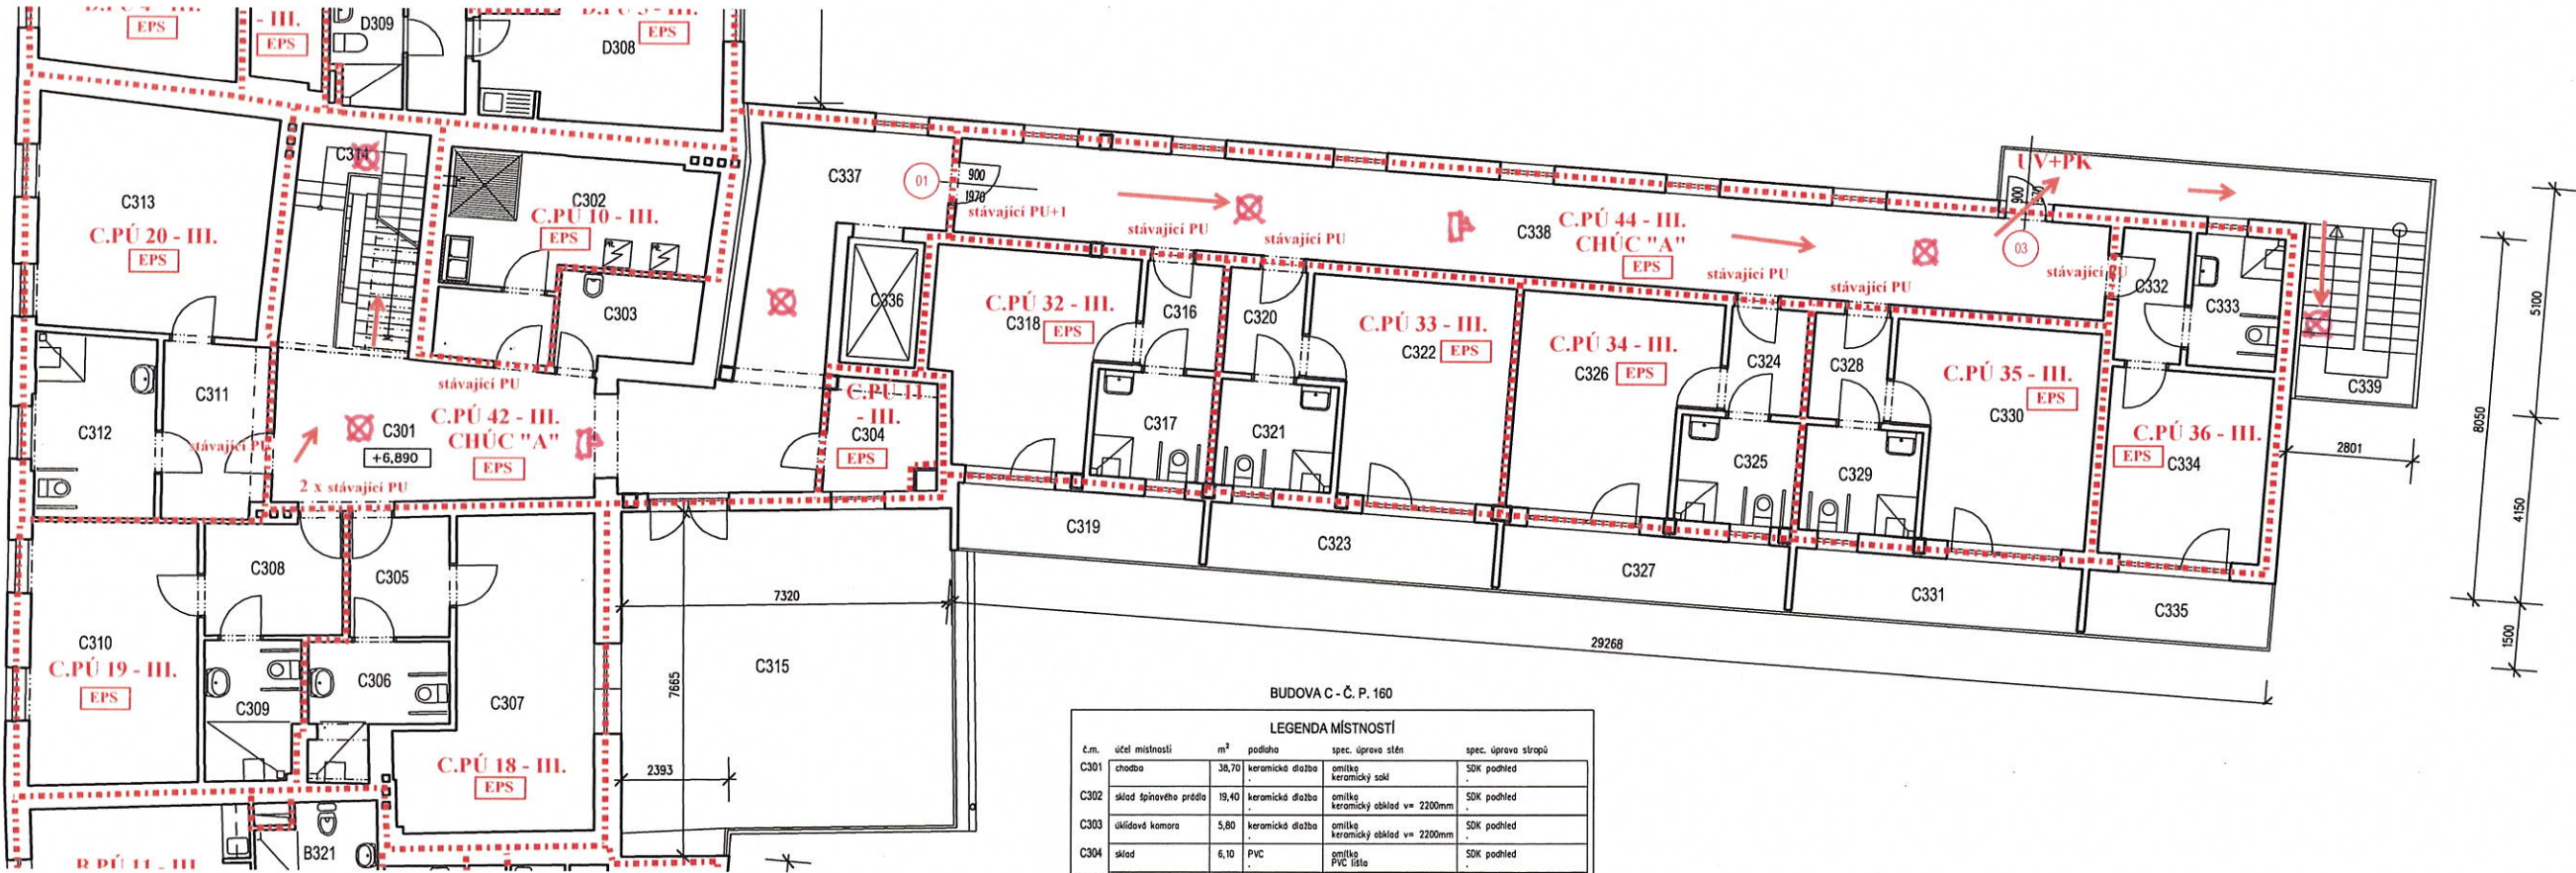 - III.
EPS
EPS
D309
D308
EPS
C313
C.PÚ 20 - III.
EPS
C314
C302
C.PÚ 10 - III.
EPS
C303
C337
01
900
1970
stávající PU+1
stávající PU
stávající PU
C338
C.PÚ 44 - III.
CHÚC "A"
EPS
stávající PU
stávající PU
UV+PK
900
03
stávající PU
C332
C333
C339
C336
C.PÚ 32 - III.
C318
EPS
C316
C320
C.PÚ 33 - III.
C322
EPS
C.PÚ 34 - III.
C326
EPS
C324
C328
C.PÚ 35 - III.
EPS
C330
C.PÚ 36 - III.
EPS
C334
C312
C311
stávající PU
stávající PU
C301
+6,890
C.PÚ 42 - III.
CHÚC "A"
EPS
2 x stávající PU
C.PÚ 11
- III.
C304
EPS
C317
C321
C325
C329
C319
C323
C327
C331
C335
5100
8050
4150
1500
2801
29268
C308
C305
C310
C.PÚ 19 - III.
EPS
C309
C306
C307
C.PÚ 18 - III.
EPS
7320
7665
C315
2393
B321
BUDOVA C - Č. P. 160
LEGENDA MÍSTNOSTÍ
č.m. účel místnosti m² podlaha spec. úprava stěn spec. úprava stropů
C301 chodba 38,70 keramická dlažba omítka SDK podhled
keramický sokl
C302 sklad špinavého prádla 19,40 keramická dlažba omítka SDK podhled
keramický obklad v= 2200mm
C303 úklidová komora 5,80 keramická dlažba omítka SDK podhled
keramický obklad v= 2200mm
C304 sklad 6,10 PVC omítka SDK podhled
PVC lišta